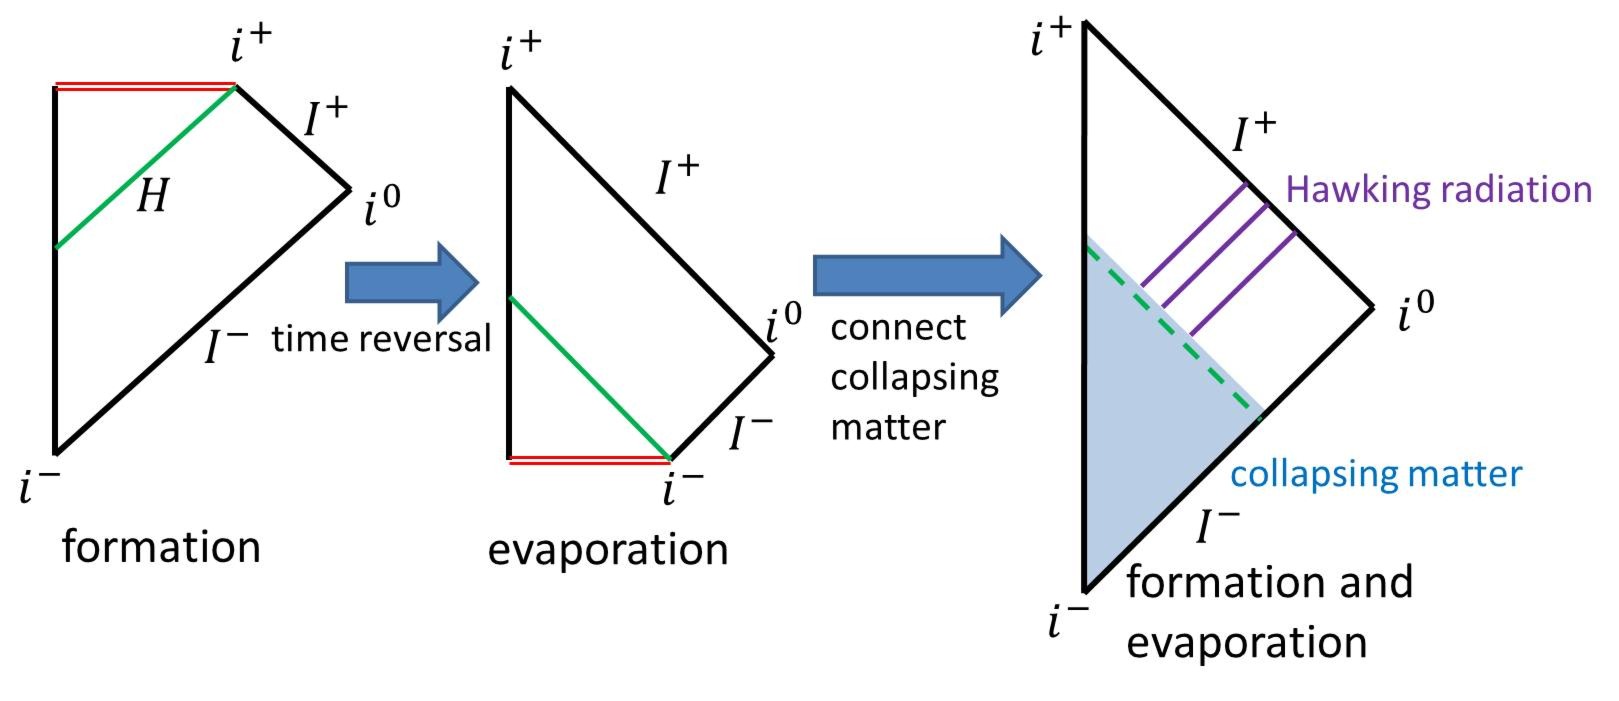 i⁺
I⁺
H
i⁰
I⁻
i⁻
formation
time reversal
i⁺
I⁺
i⁰
I⁻
i⁻
evaporation
connect
collapsing
matter
i⁺
I⁺
Hawking radiation
i⁰
collapsing matter
I⁻
i⁻
formation and
evaporation